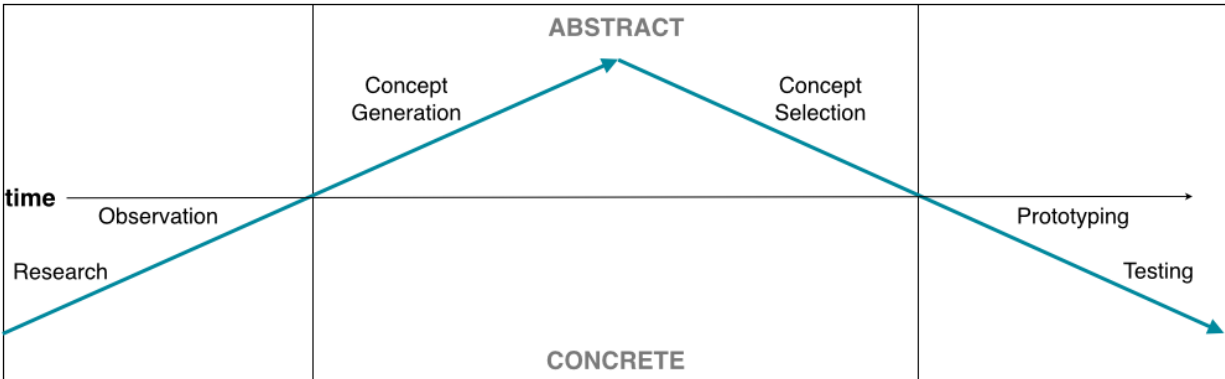 ABSTRACT
Concept
Generation
Concept
Selection
time
Observation
Prototyping
Research
Testing
CONCRETE